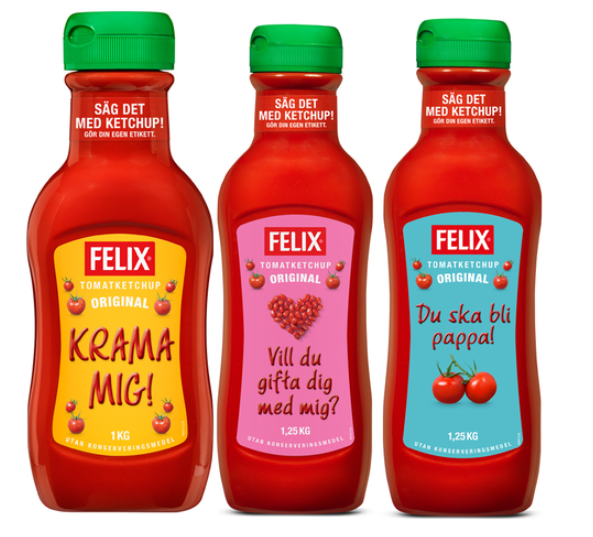 SÄG DET
MED KETCHUP!
GÖR DIN EGEN ETIKETT.
FELIX®
TOMATKETCHUP
ORIGINAL
KRAMA
MIG!
1 KG
UTAN KONSERVERINGSMEDEL
SÄG DET
MED KETCHUP!
GÖR DIN EGEN ETIKETT.
FELIX®
TOMATKETCHUP
ORIGINAL
Vill du
gifta dig
med mig?
1,25 KG
UTAN KONSERVERINGSMEDEL
SÄG DET
MED KETCHUP!
GÖR DIN EGEN ETIKETT.
FELIX®
TOMATKETCHUP
ORIGINAL
Du ska bli
pappa!
1,25 KG
UTAN KONSERVERINGSMEDEL